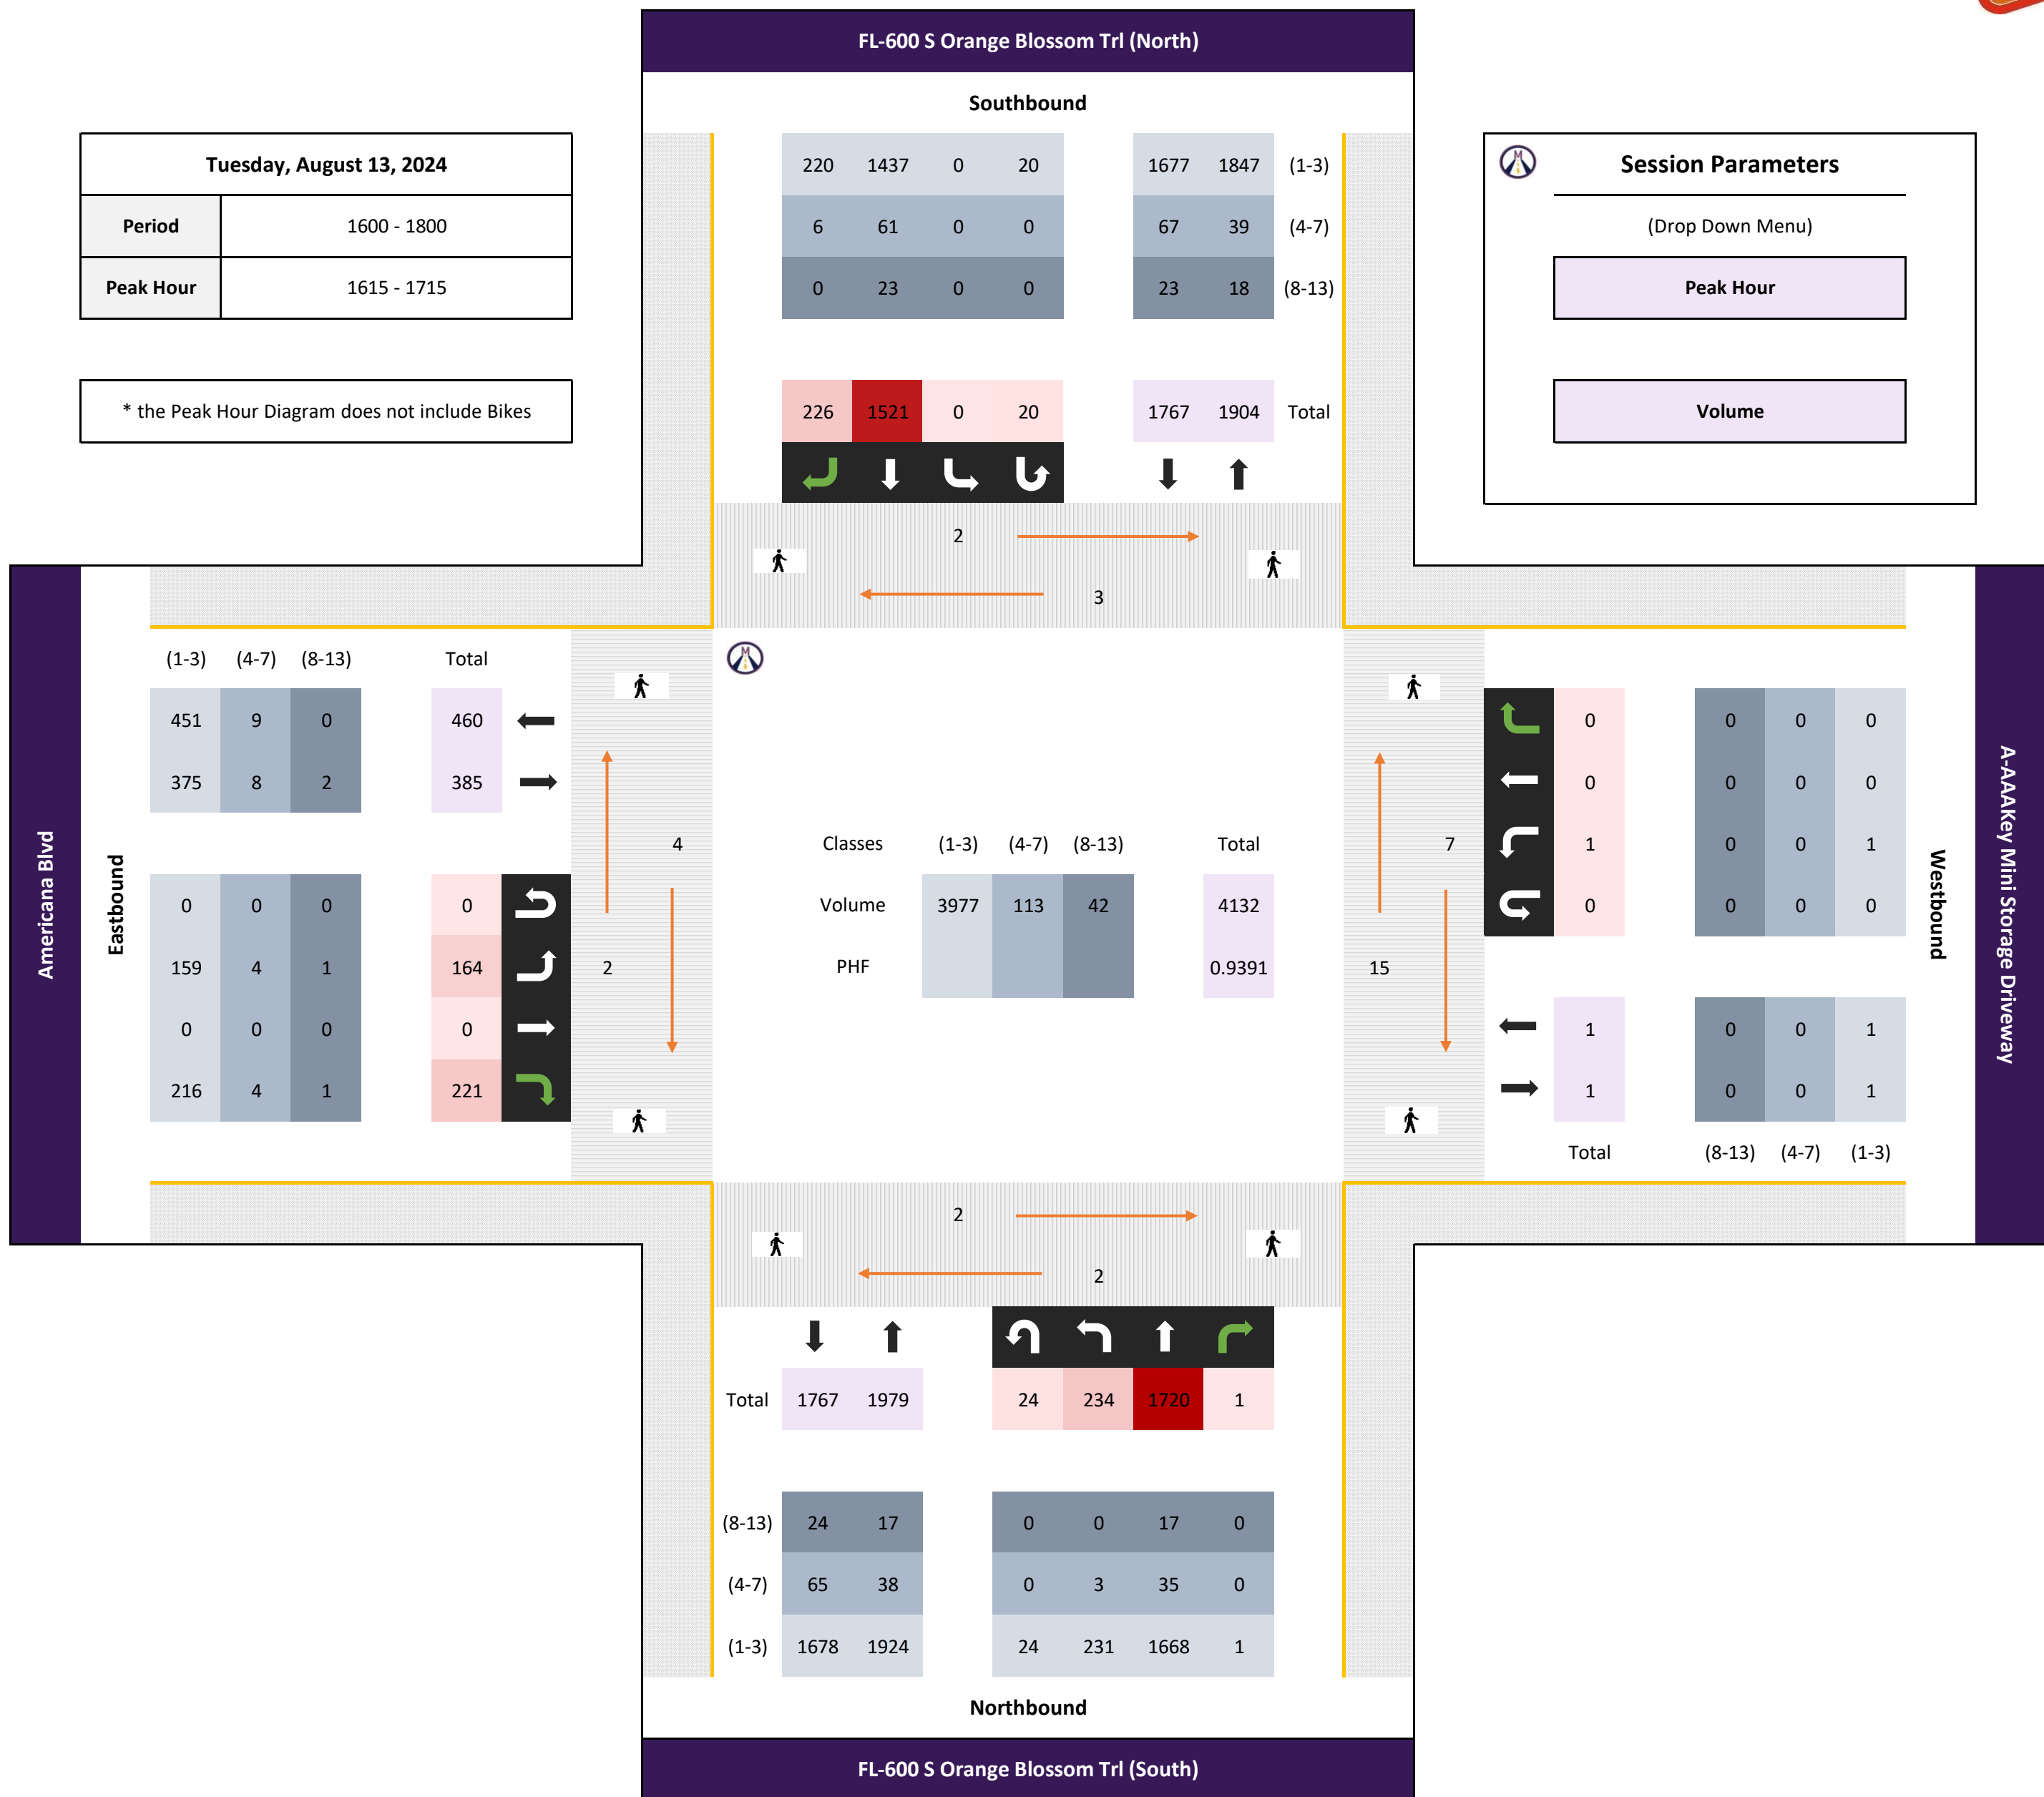 FL-600 S Orange Blossom Trl (North)
Southbound
Tuesday, August 13, 2024
Period 1600 - 1800
Peak Hour 1615 - 1715
* the Peak Hour Diagram does not include Bikes
220 1437 0 20 1677 1847 (1-3)
6 61 0 0 67 39 (4-7)
0 23 0 0 23 18 (8-13)
226 1521 0 20 1767 1904 Total
M
Session Parameters
(Drop Down Menu)
Peak Hour
Volume
2
3
Americana Blvd
Eastbound
(1-3) (4-7) (8-13) Total
451 9 0 460
375 8 2 385
0 0 0 0
159 4 1 164
0 0 0 0
216 4 1 221
4
2
M
Classes (1-3) (4-7) (8-13) Total
Volume 3977 113 42 4132
PHF 0.9391
7
15
0 0 0 0
0 0 0 0
1 0 0 1
0 0 0 0
1 0 0 1
1 0 0 1
Total (8-13) (4-7) (1-3)
Westbound
A-AAAKey Mini Storage Driveway
2
2
Total 1767 1979 24 234 1720 1
(8-13) 24 17 0 0 17 0
(4-7) 65 38 0 3 35 0
(1-3) 1678 1924 24 231 1668 1
Northbound
FL-600 S Orange Blossom Trl (South)